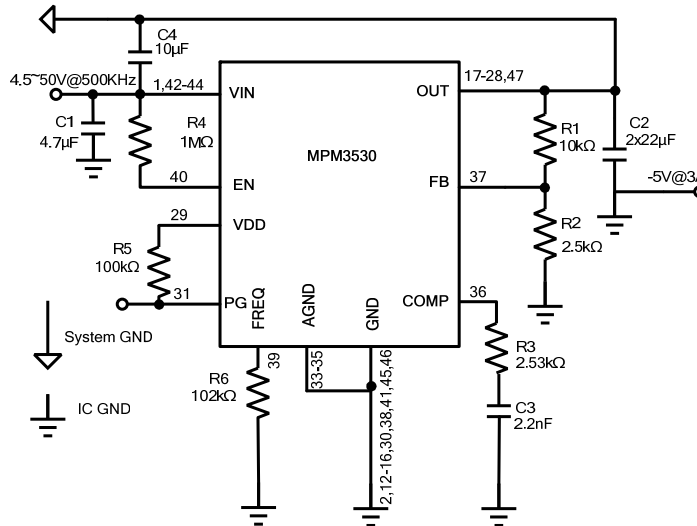 C4
10µF
4.5~50V@500KHz
1,42-44
VIN
OUT
17-28,47
C1
4.7µF
R4
1MΩ
MPM3530
R1
10kΩ
C2
2x22µF
40
EN
FB
37
-5V@3
29
VDD
R2
2.5kΩ
R5
100kΩ
31
PG
FREQ
AGND
GND
COMP
36
System GND
39
33-35
2,12-16,30,38,41,45,46
R3
2.53kΩ
R6
102kΩ
IC GND
C3
2.2nF